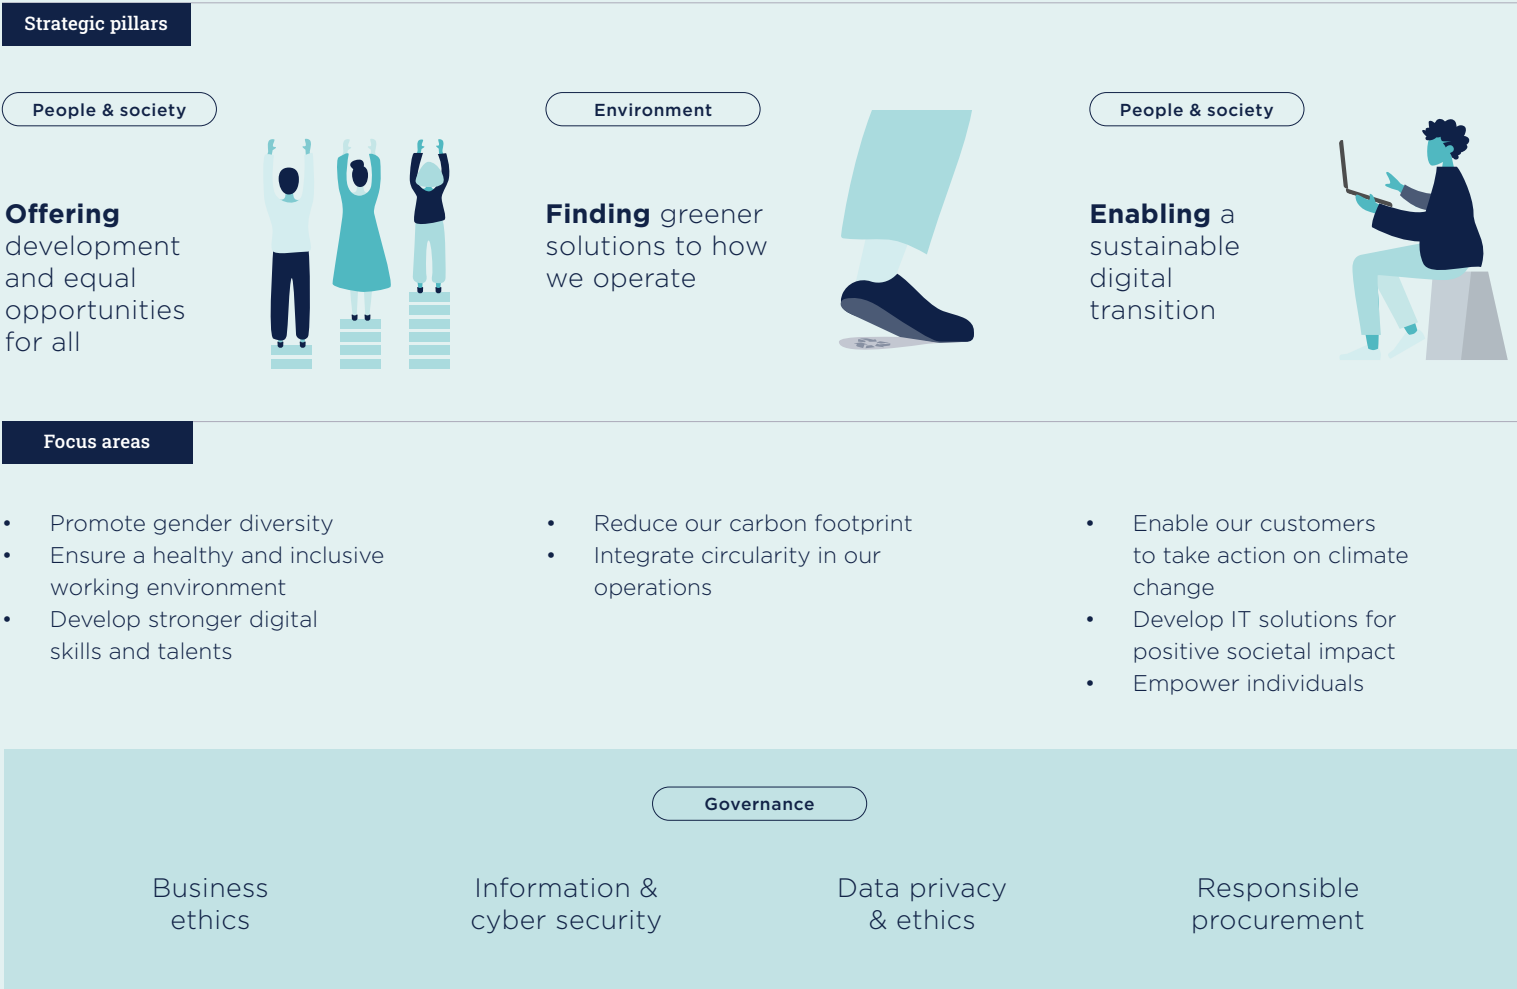 Strategic pillars
People & society
Offering
development
and equal
opportunities
for all
Environment
Finding greener
solutions to how
we operate
People & society
Enabling a
sustainable
digital
transition
Focus areas
• Promote gender diversity
• Ensure a healthy and inclusive
working environment
• Develop stronger digital
skills and talents
• Reduce our carbon footprint
• Integrate circularity in our
operations
• Enable our customers
to take action on climate
change
• Develop IT solutions for
positive societal impact
• Empower individuals
Governance
Business
ethics
Information &
cyber security
Data privacy
& ethics
Responsible
procurement